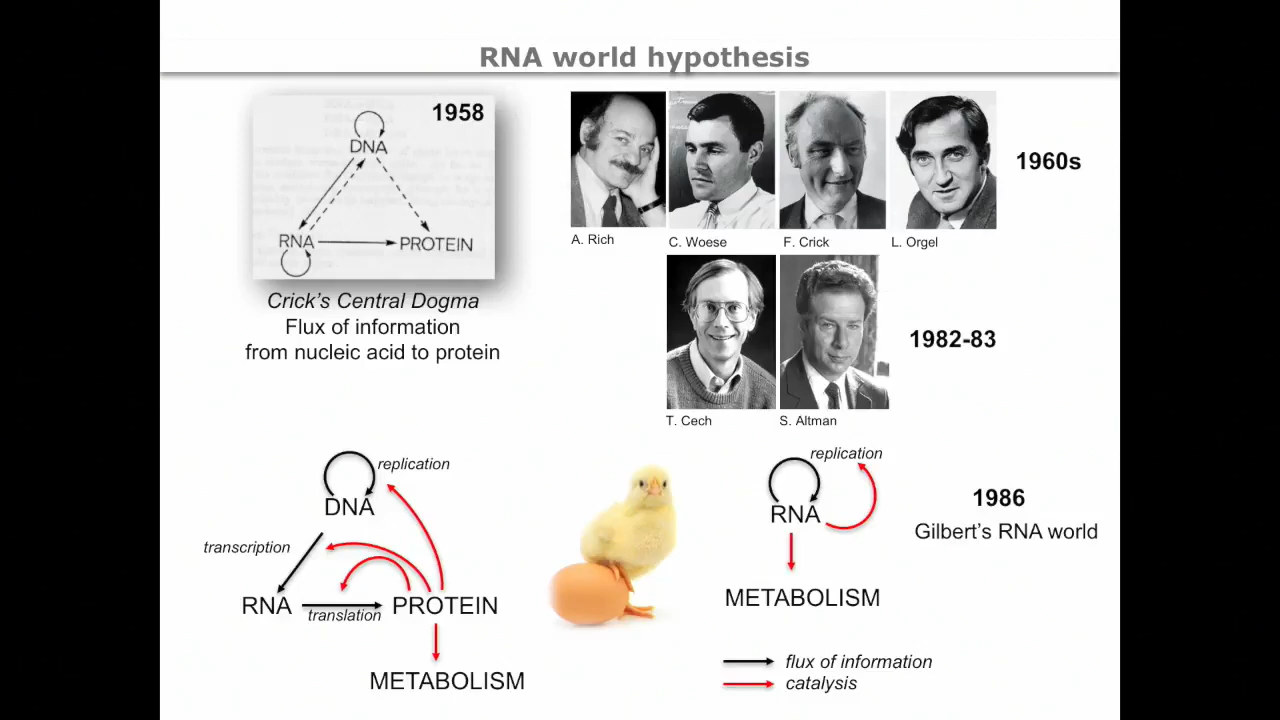 RNA world hypothesis
1958
DNA
RNA
PROTEIN
Crick's Central Dogma
Flux of information
from nucleic acid to protein
1960s
A. Rich
C. Woese
F. Crick
L. Orgel
1982-83
T. Cech
S. Altman
replication
DNA
transcription
RNA
translation
PROTEIN
METABOLISM
replication
RNA
METABOLISM
1986
Gilbert's RNA world
flux of information
catalysis